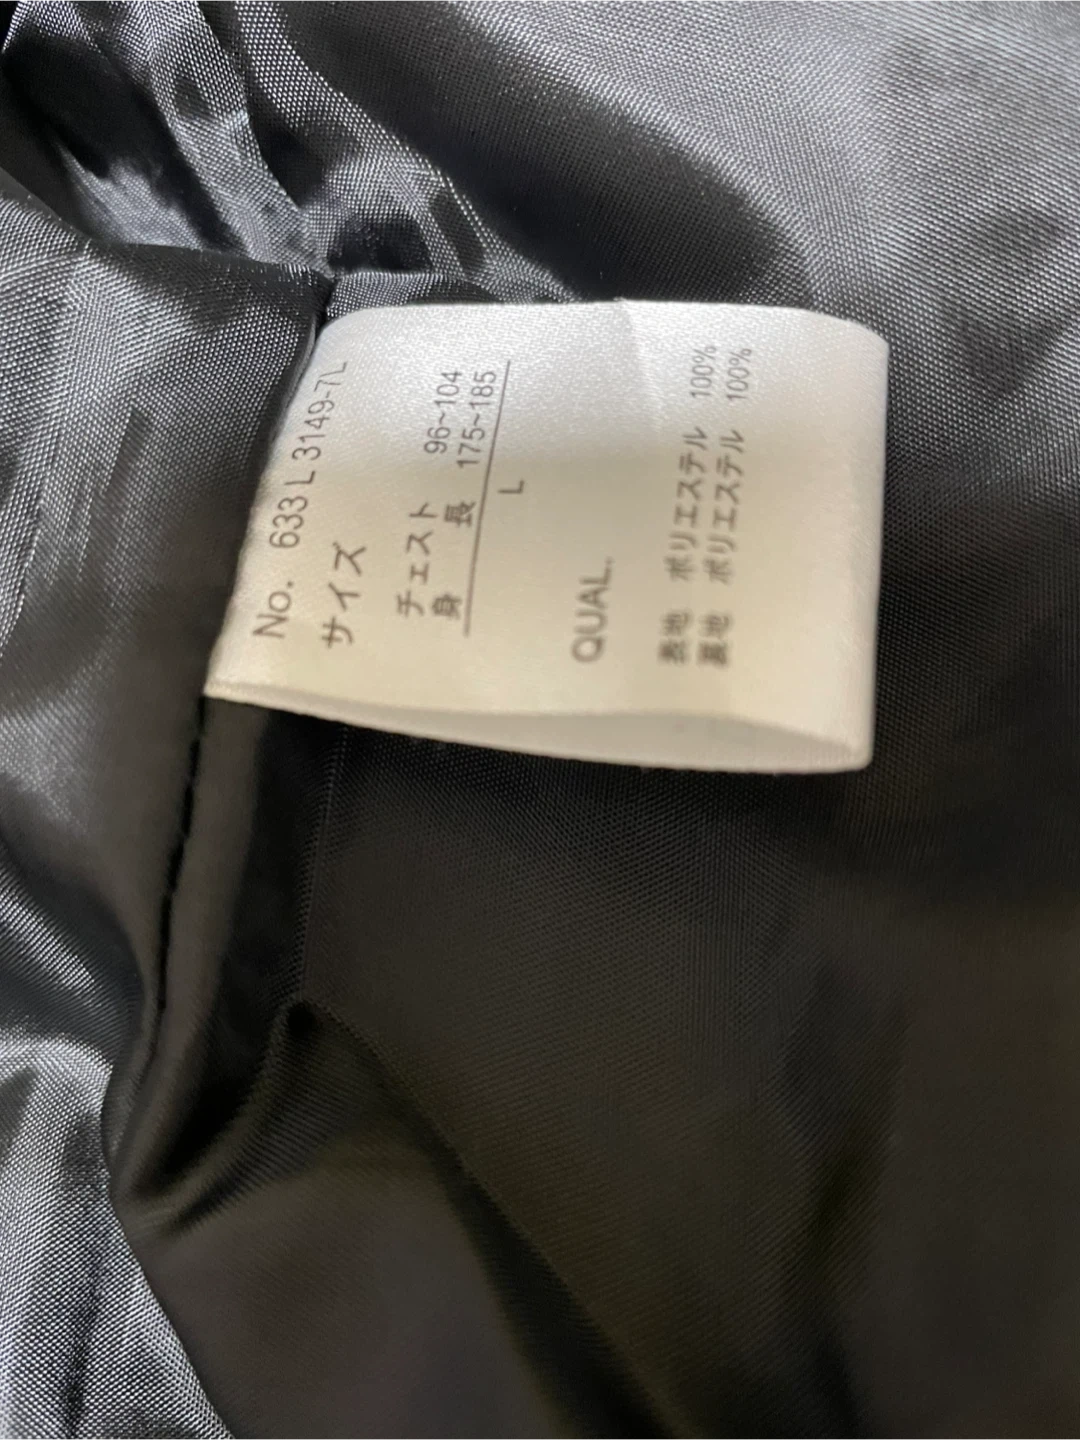 No. 633 L 3149-7L
サイズ
チェスト 96~104
身 長 175~185
L
QUAL.
表地 ポリエステル 100%
裏地 ポリエステル 100%